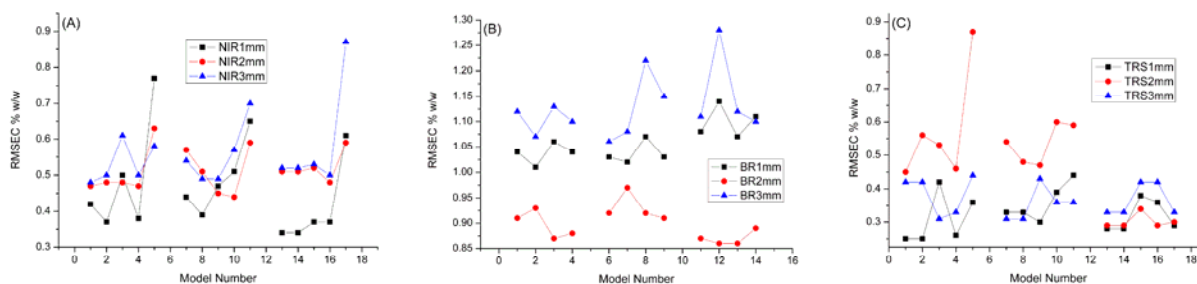 (A)
NIR1mm
NIR2mm
NIR3mm
RMSEC % w/w
0.9
0.8
0.7
0.6
0.5
0.4
0.3
0 2 4 6 8 10 12 14 16 18
Model Number
(B)
BR1mm
BR2mm
BR3mm
RMSEC % w/w
1.30
1.25
1.20
1.15
1.10
1.05
1.00
0.95
0.90
0.85
0 2 4 6 8 10 12 14 16
Model Number
(C)
TRS1mm
TRS2mm
TRS3mm
RMSEC % w/w
0.9
0.8
0.7
0.6
0.5
0.4
0.3
0 2 4 6 8 10 12 14 16 18
Model Number